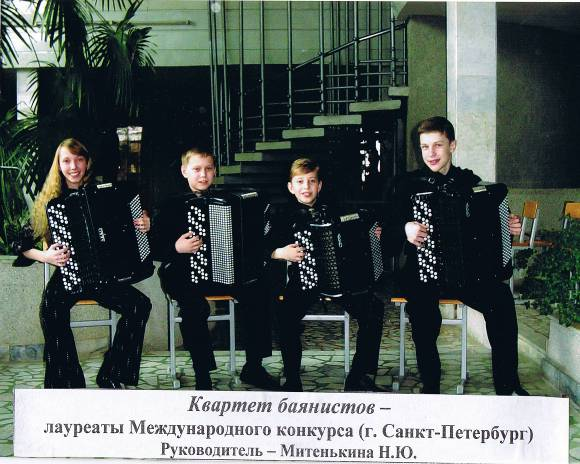 Квартет баянистов –
лауреаты Международного конкурса (г. Санкт-Петербург)
Руководитель – Митенькина Н.Ю.